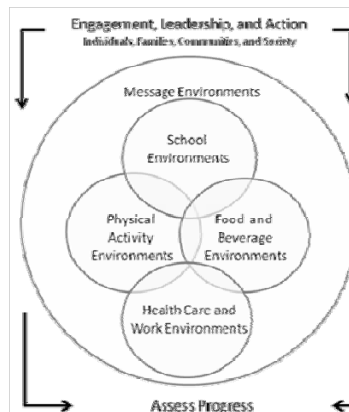 Engagement, Leadership, and Action
Individuals, Families, Communities, and Society
Message Environments
School
Environments
Physical
Activity
Environments
Food and
Beverage
Environments
Health Care and
Work Environments
Assess Progress